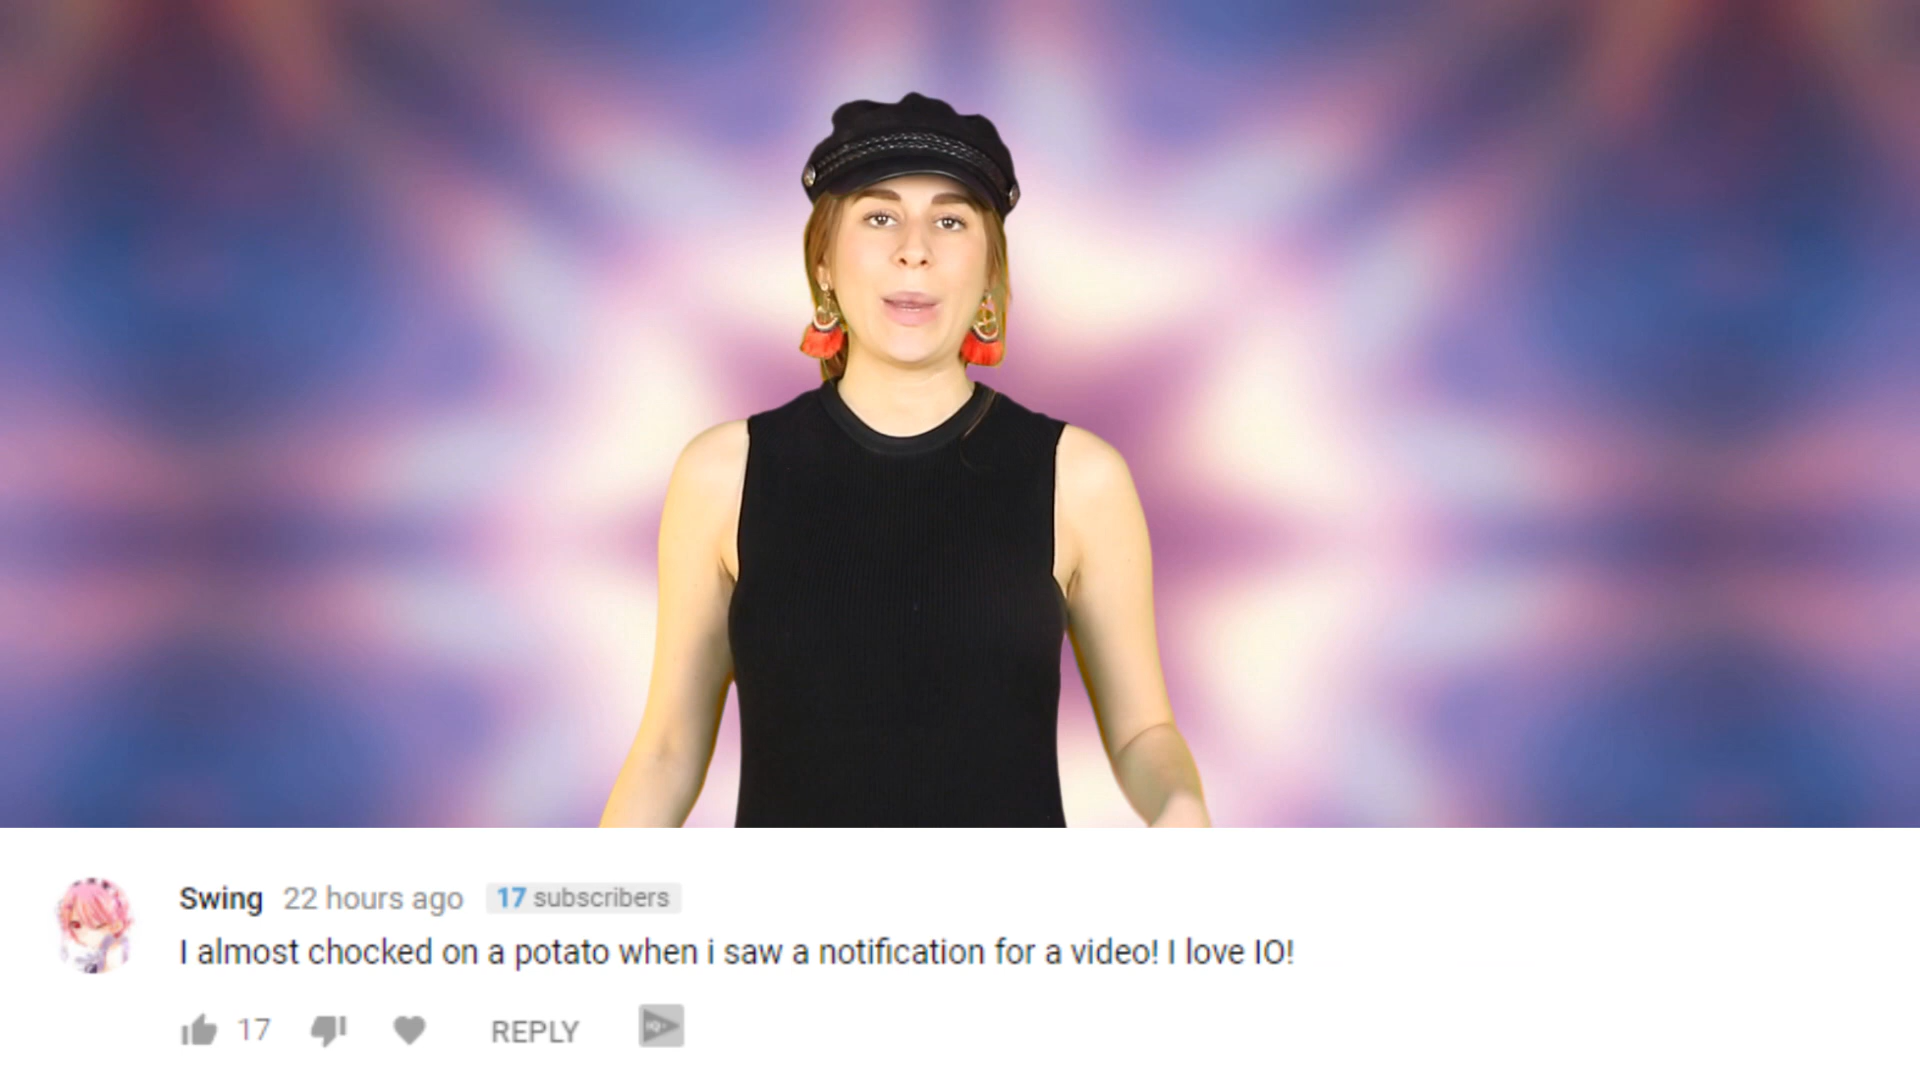 Swing 22 hours ago 17 subscribers
I almost chocked on a potato when i saw a notification for a video! I love IO!
17 REPLY